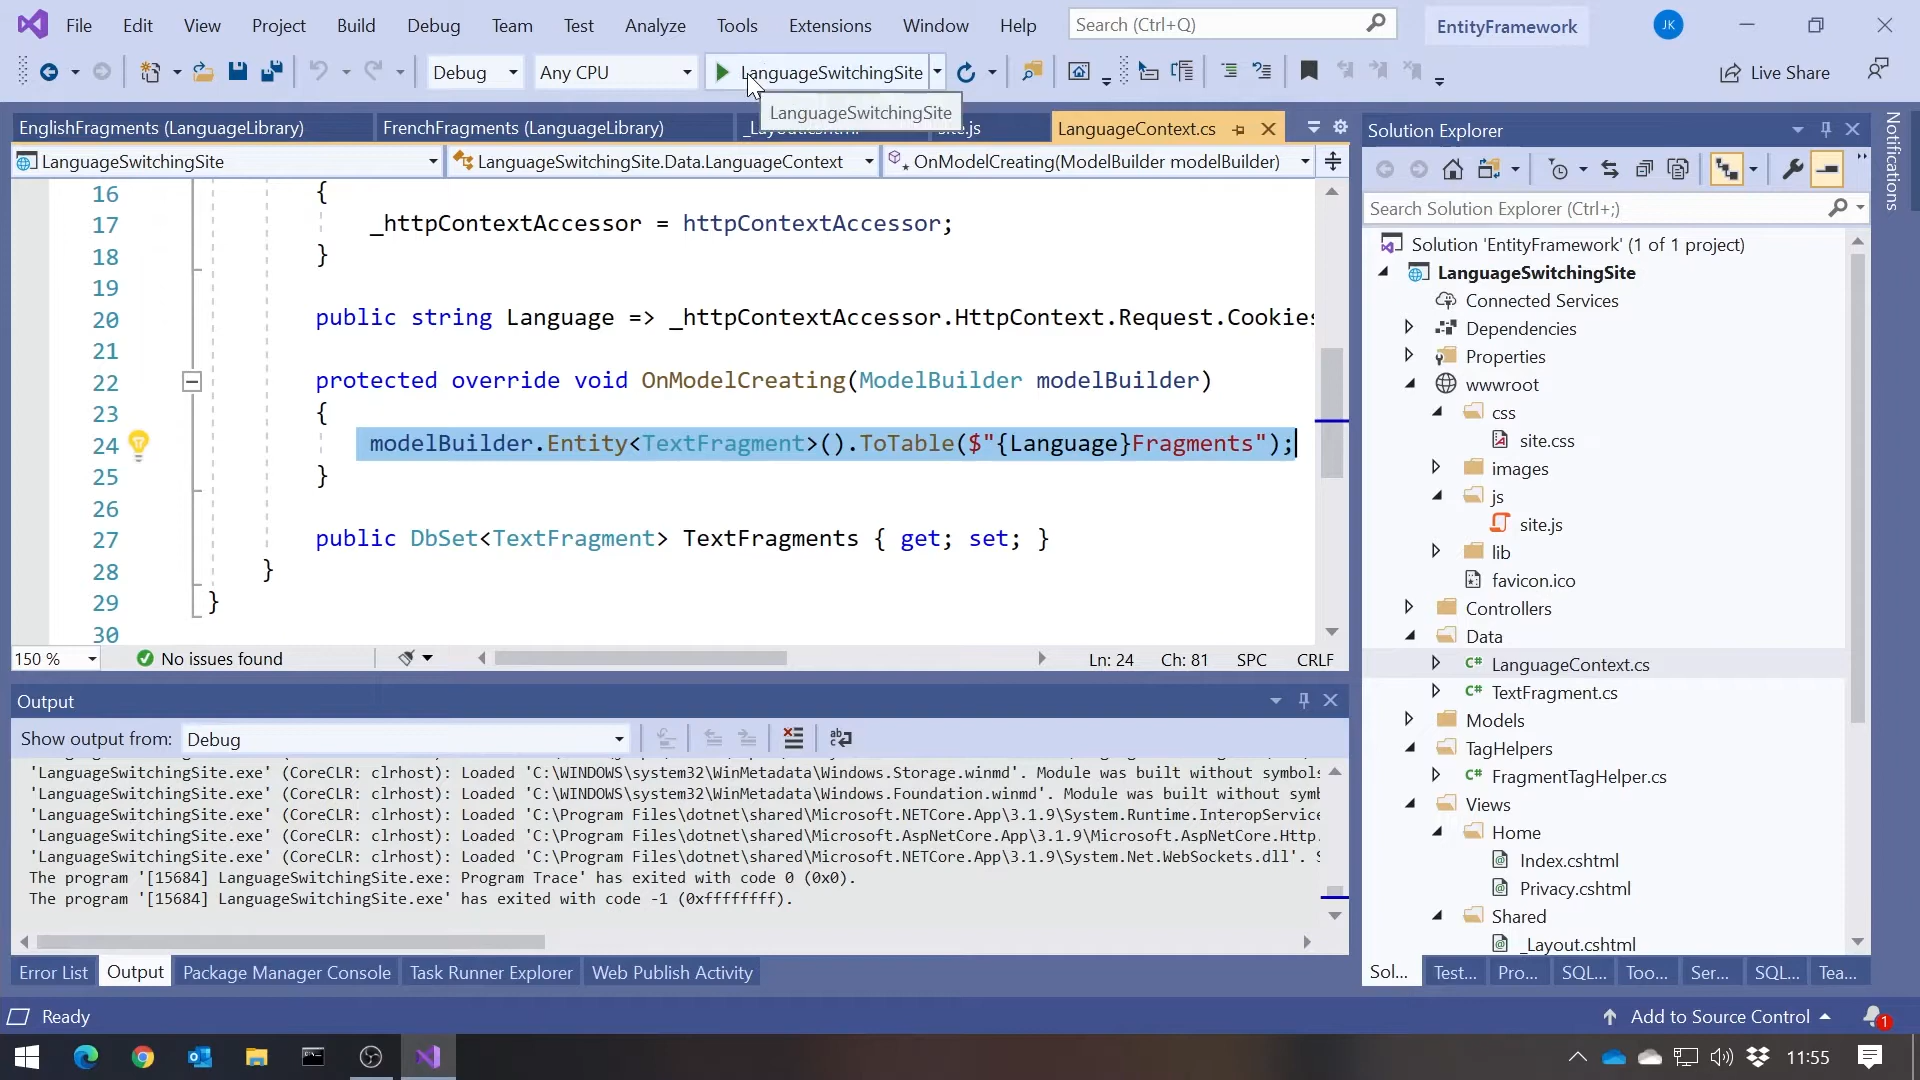 File Edit View Project Build Debug Team Test Analyze Tools Extensions Window Help Search (Ctrl+Q) EntityFramework JK
Debug Any CPU LanguageSwitchingSite Live Share
LanguageSwitchingSite
EnglishFragments (LanguageLibrary) FrenchFragments (LanguageLibrary) _Layout.cshtml site.js LanguageContext.cs
LanguageSwitchingSite LanguageSwitchingSite.Data.LanguageContext OnModelCreating(ModelBuilder modelBuilder)
16 {
17 _httpContextAccessor = httpContextAccessor;
18 }
19
20 public string Language => _httpContextAccessor.HttpContext.Request.Cookies
21
22 protected override void OnModelCreating(ModelBuilder modelBuilder)
23 {
24 modelBuilder.Entity<TextFragment>().ToTable($"{Language}Fragments");
25 }
26
27 public DbSet<TextFragment> TextFragments { get; set; }
28 }
29 }
30
150 % No issues found Ln: 24 Ch: 81 SPC CRLF
Output
Show output from: Debug
'LanguageSwitchingSite.exe' (CoreCLR: clrhost): Loaded 'C:\WINDOWS\system32\WinMetadata\Windows.Storage.winmd'. Module was built without symbols
'LanguageSwitchingSite.exe' (CoreCLR: clrhost): Loaded 'C:\WINDOWS\system32\WinMetadata\Windows.Foundation.winmd'. Module was built without symb
'LanguageSwitchingSite.exe' (CoreCLR: clrhost): Loaded 'C:\Program Files\dotnet\shared\Microsoft.NETCore.App\3.1.9\System.Runtime.InteropService
'LanguageSwitchingSite.exe' (CoreCLR: clrhost): Loaded 'C:\Program Files\dotnet\shared\Microsoft.AspNetCore.App\3.1.9\Microsoft.AspNetCore.Http.
'LanguageSwitchingSite.exe' (CoreCLR: clrhost): Loaded 'C:\Program Files\dotnet\shared\Microsoft.NETCore.App\3.1.9\System.Net.WebSockets.dll'. S
The program '[15684] LanguageSwitchingSite.exe: Program Trace' has exited with code 0 (0x0).
The program '[15684] LanguageSwitchingSite.exe' has exited with code -1 (0xffffffff).
Error List Output Package Manager Console Task Runner Explorer Web Publish Activity
Solution Explorer
Search Solution Explorer (Ctrl+;)
Solution 'EntityFramework' (1 of 1 project)
LanguageSwitchingSite
Connected Services
Dependencies
Properties
wwwroot
css
site.css
images
js
site.js
lib
favicon.ico
Controllers
Data
C# LanguageContext.cs
C# TextFragment.cs
Models
TagHelpers
C# FragmentTagHelper.cs
Views
Home
Index.cshtml
Privacy.cshtml
Shared
_Layout.cshtml
Sol... Test... Pro... SQL... Too... Ser... SQL... Tea...
Notifications
Ready Add to Source Control 1
11:55